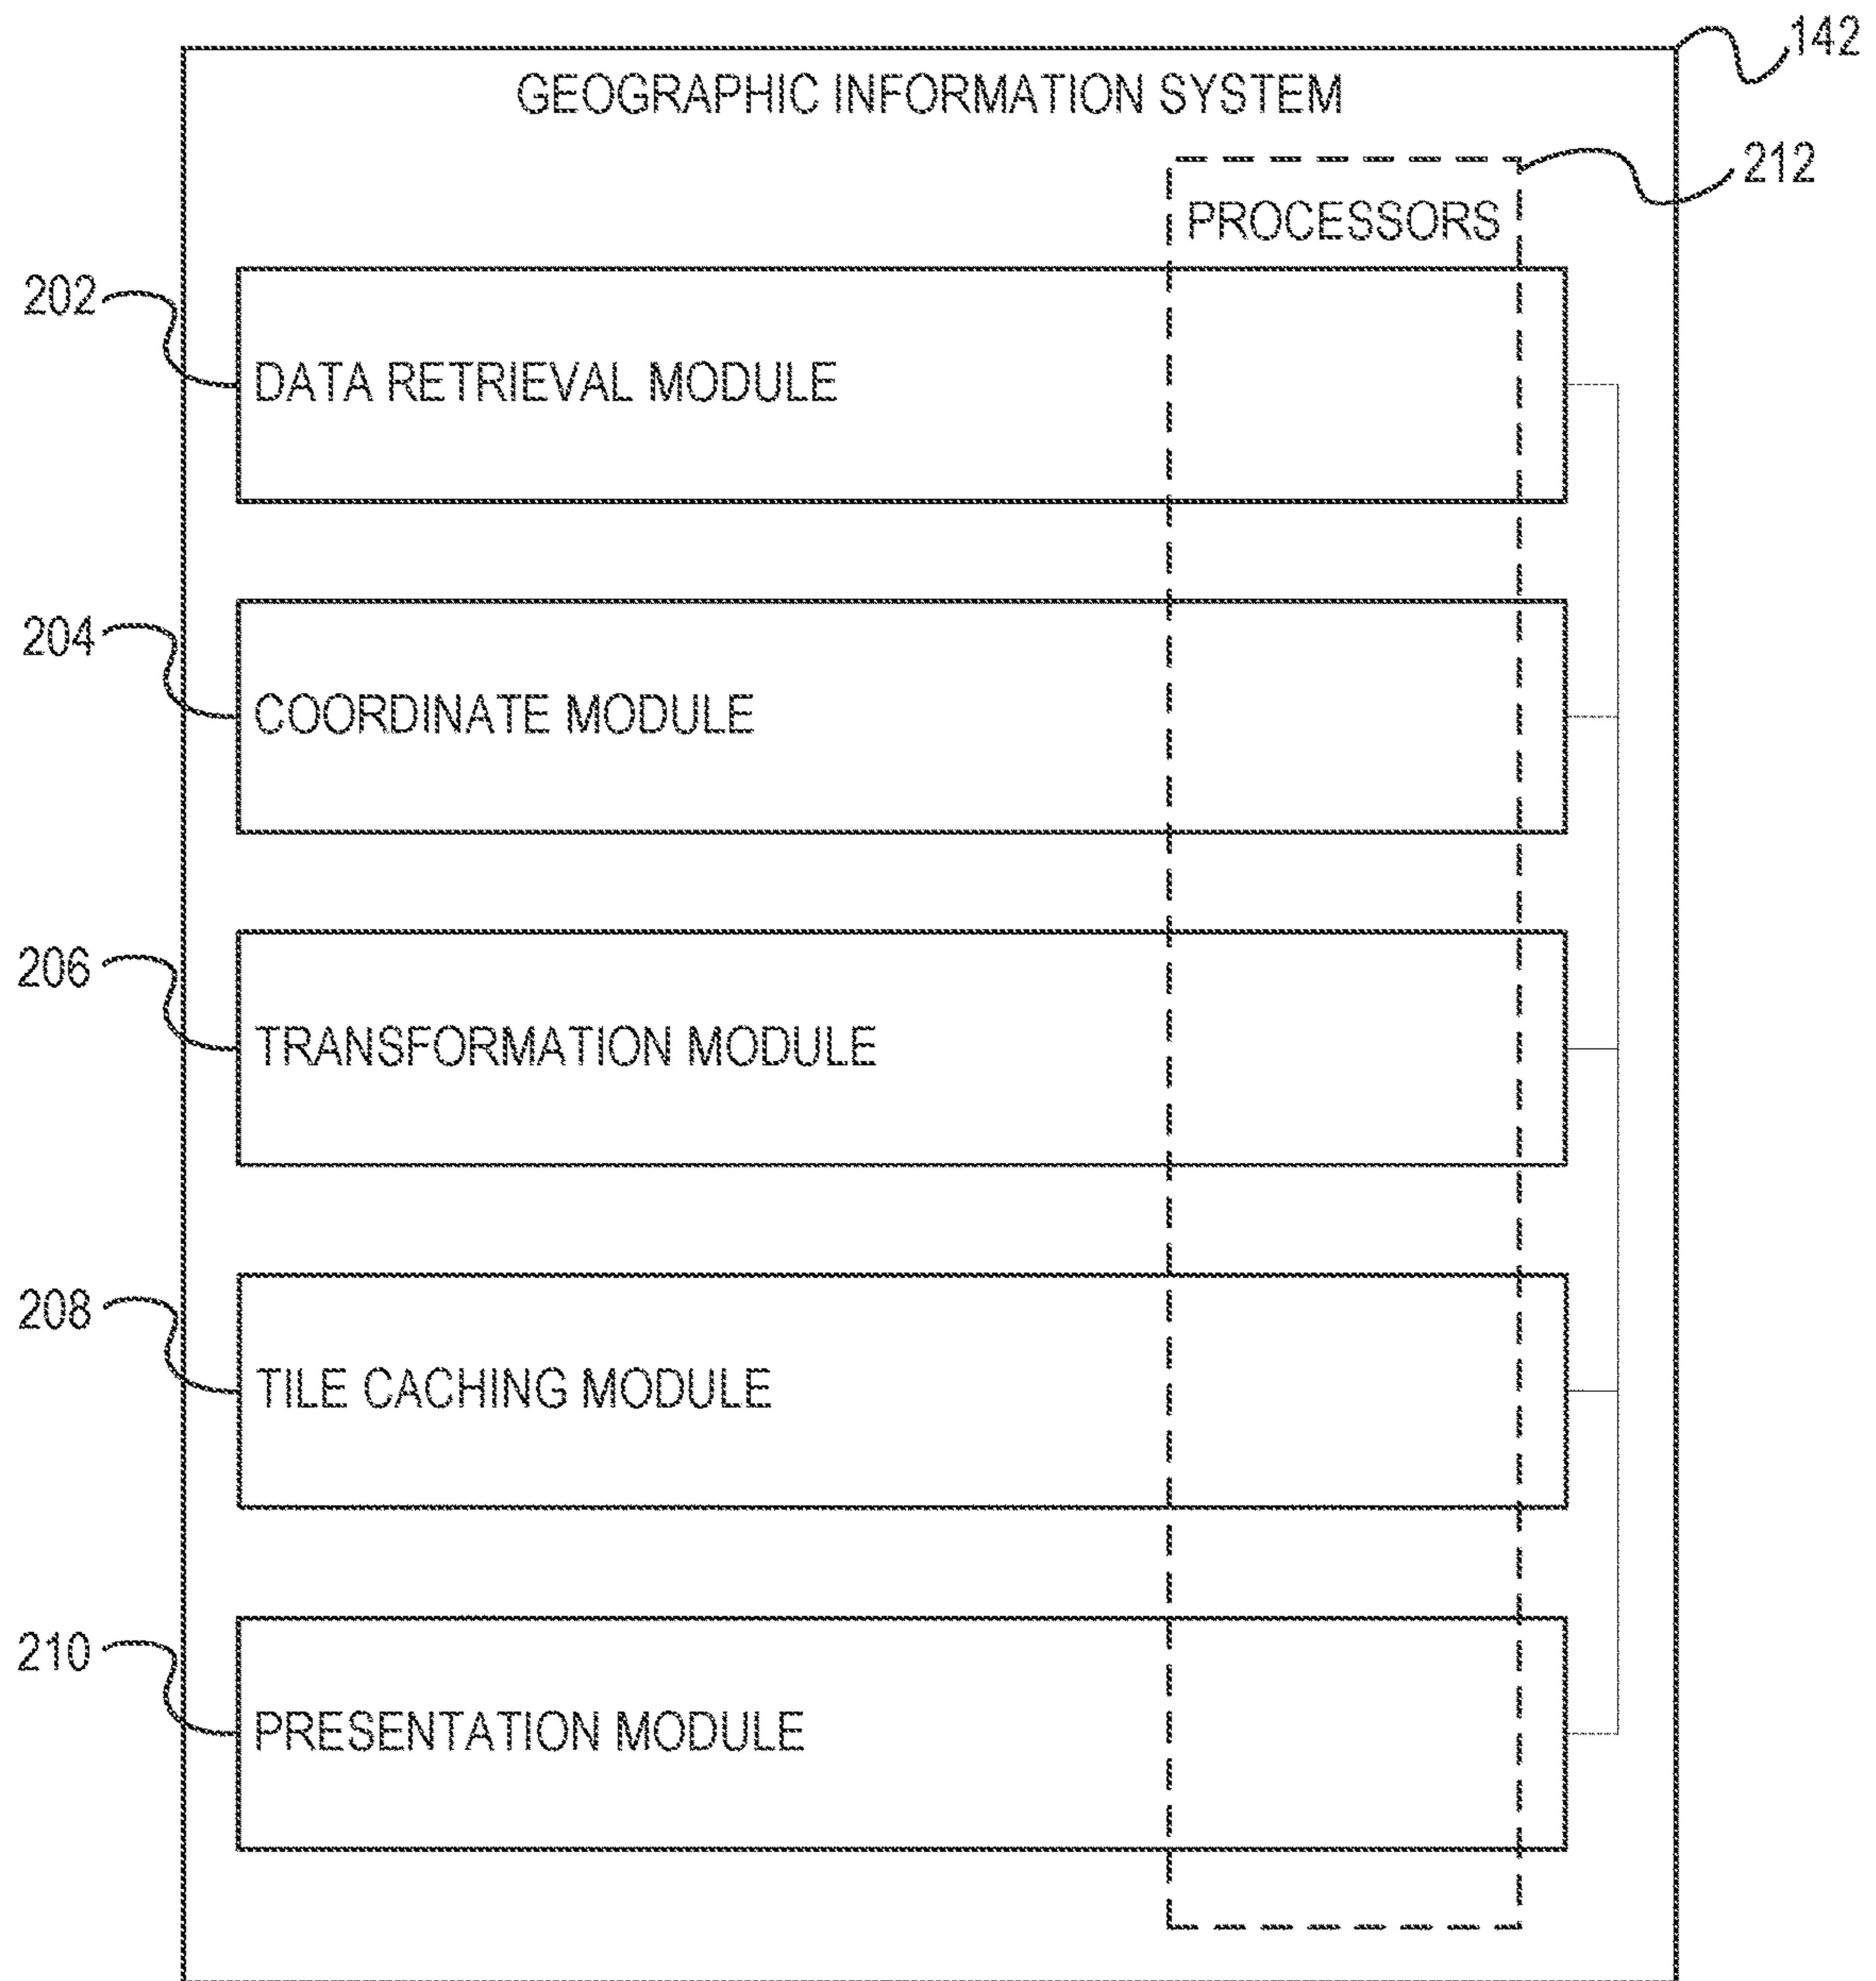 142
GEOGRAPHIC INFORMATION SYSTEM
212
PROCESSORS
202
DATA RETRIEVAL MODULE
204
COORDINATE MODULE
206
TRANSFORMATION MODULE
208
TILE CACHING MODULE
210
PRESENTATION MODULE